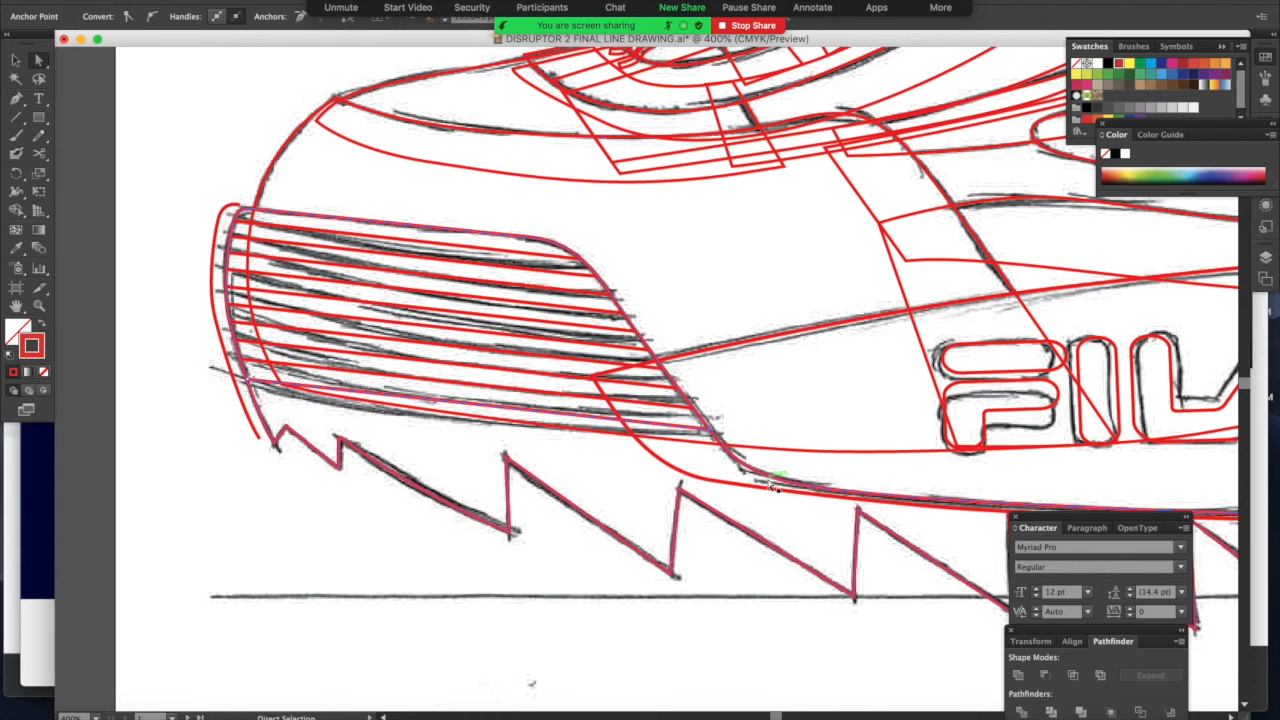 Unmute Start Video Security Participants Chat New Share Pause Share Annotate Apps More
Anchor Point Convert: Handles: Anchors:
You are screen sharing Stop Share
DISRUPTOR 2 FINAL LINE DRAWING.ai* @ 400% (CMYK/Preview)
Swatches Brushes Symbols
Color Color Guide
FIL
Character Paragraph OpenType
Myriad Pro
Regular
12 pt (14.4 pt)
Auto 0
Transform Align Pathfinder
Shape Modes:
Expand
Pathfinders:
400% 1 Direct Selection